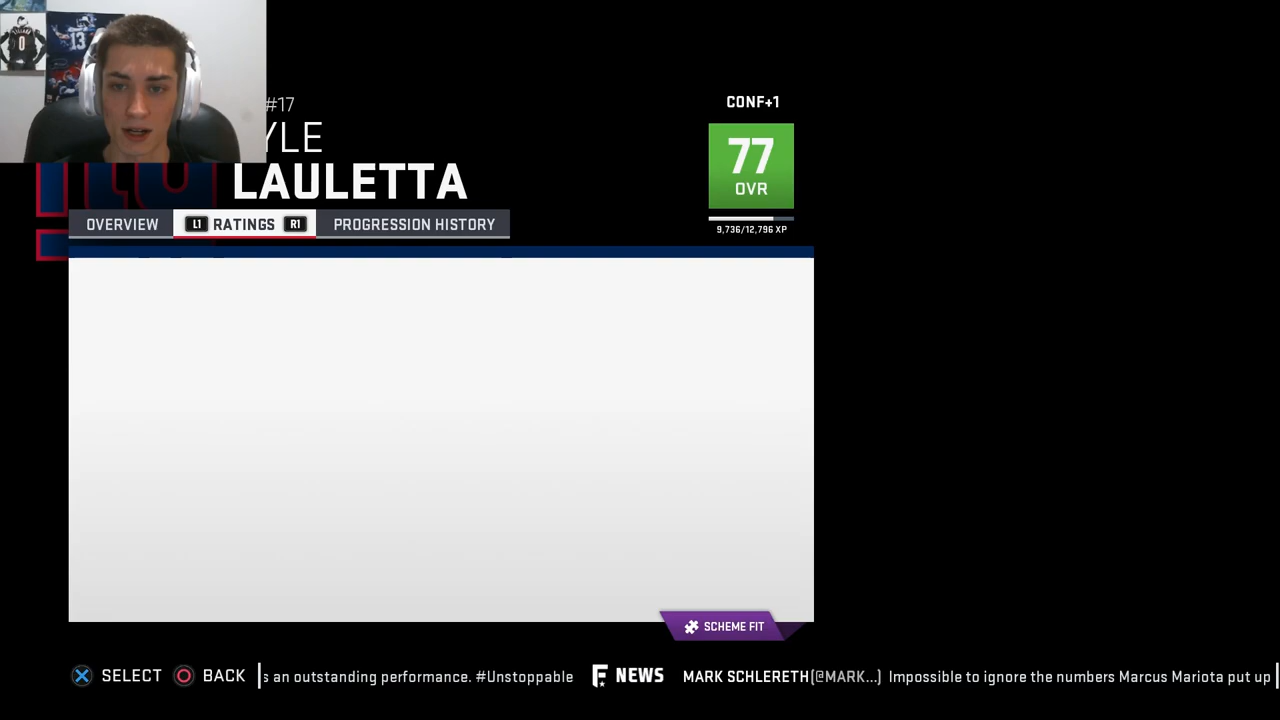 #17
YLE
LAULETTA
CONF+1
77
OVR
9,736/12,796 XP
OVERVIEW
L1 RATINGS R1
PROGRESSION HISTORY
SCHEME FIT
SELECT
BACK
s an outstanding performance. #Unstoppable
NEWS
MARK SCHLERETH(@MARK...) Impossible to ignore the numbers Marcus Mariota put up